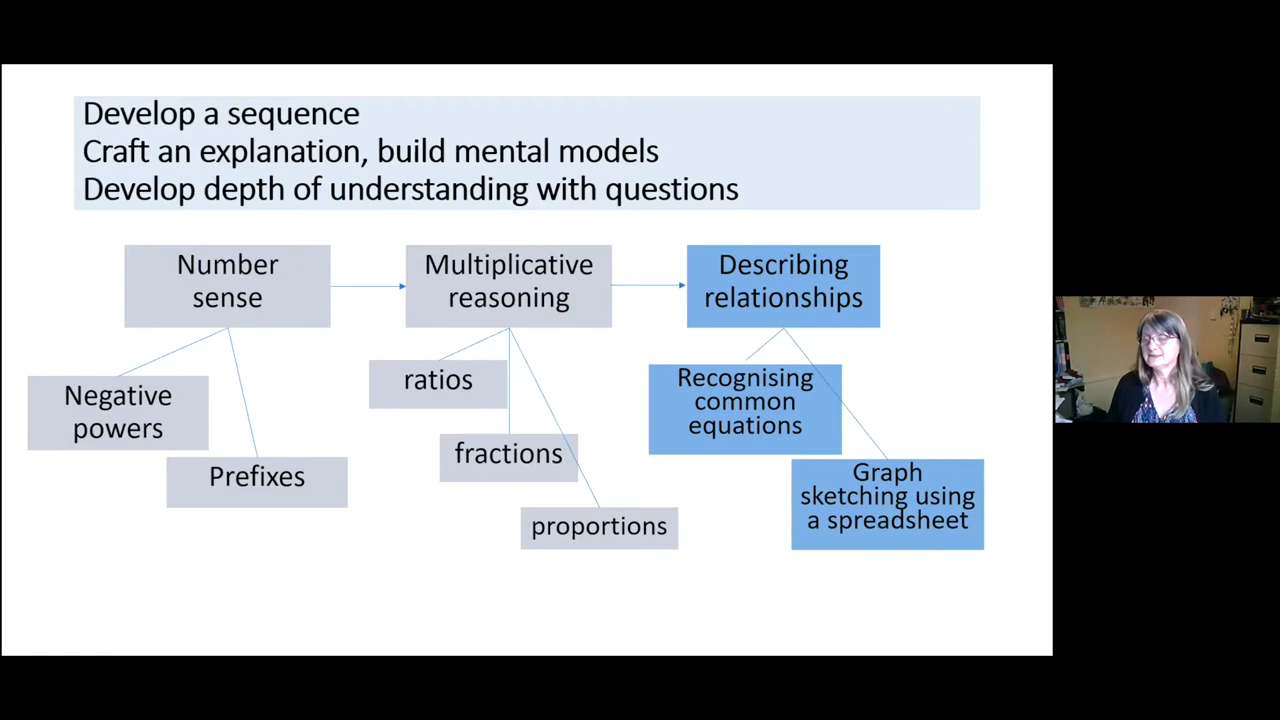 Develop a sequence
Craft an explanation, build mental models
Develop depth of understanding with questions
Number
sense
Multiplicative
reasoning
Describing
relationships
Negative
powers
Prefixes
ratios
fractions
proportions
Recognising
common
equations
Graph
sketching using
a spreadsheet